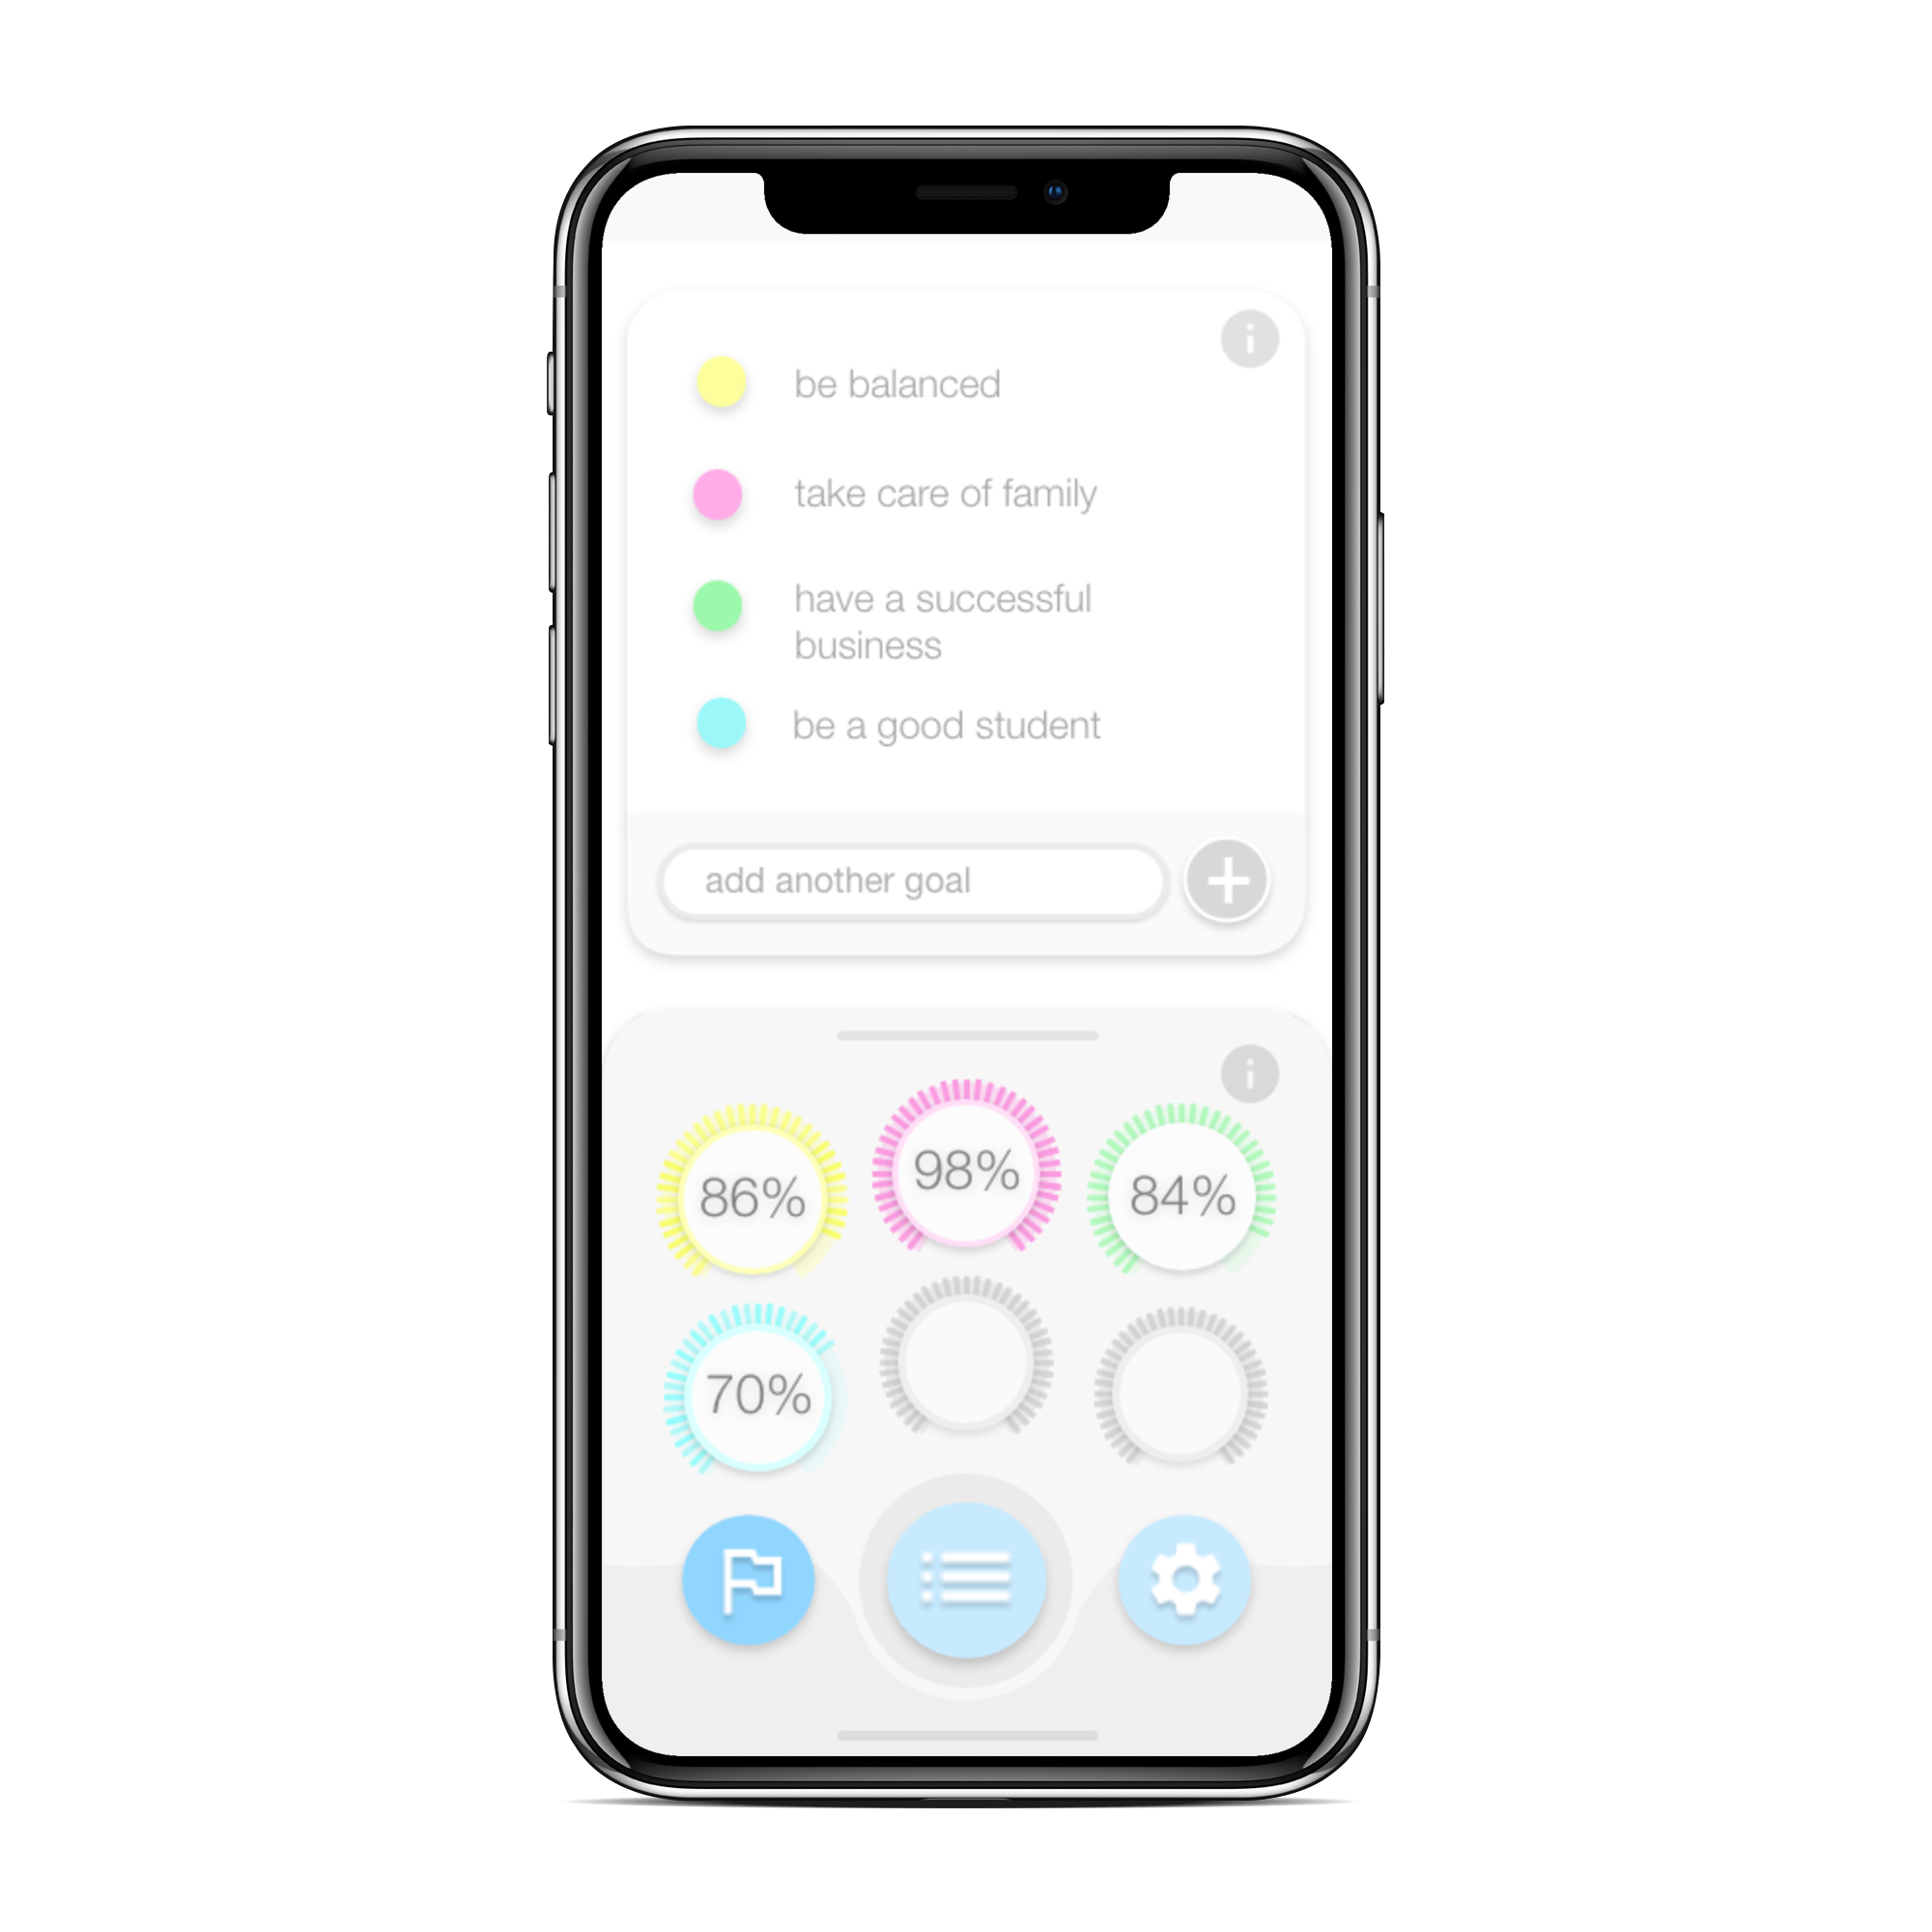 be balanced
take care of family
have a successful
business
be a good student
add another goal
86%
98%
84%
70%